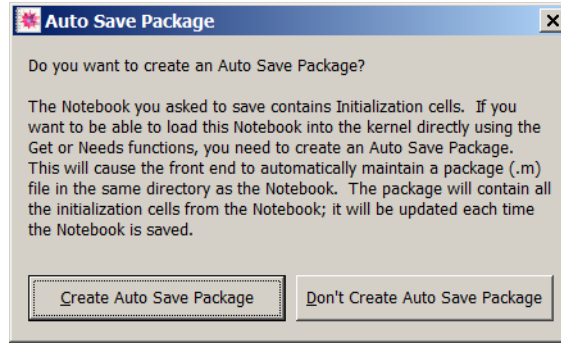 Auto Save Package
Do you want to create an Auto Save Package?
The Notebook you asked to save contains Initialization cells. If you
want to be able to load this Notebook into the kernel directly using the
Get or Needs functions, you need to create an Auto Save Package.
This will cause the front end to automatically maintain a package (.m)
file in the same directory as the Notebook. The package will contain all
the initialization cells from the Notebook; it will be updated each time
the Notebook is saved.
Create Auto Save Package
Don't Create Auto Save Package